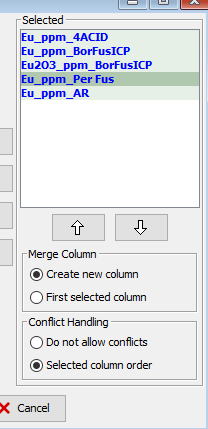 Selected
Eu_ppm_4ACID
Eu_ppm_BorFusICP
Eu2O3_ppm_BorFusICP
Eu_ppm_Per Fus
Eu_ppm_AR
Merge Column
Create new column
First selected column
Conflict Handling
Do not allow conflicts
Selected column order
Cancel